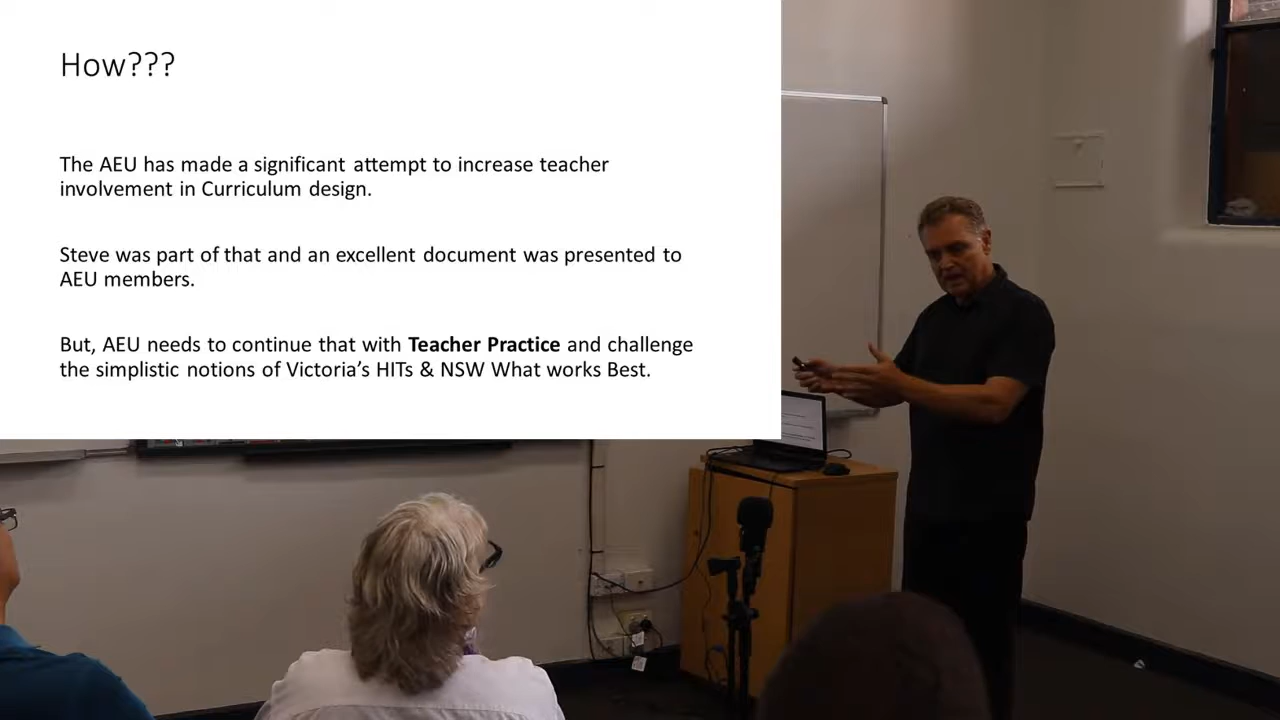 How???
The AEU has made a significant attempt to increase teacher
involvement in Curriculum design.
Steve was part of that and an excellent document was presented to
AEU members.
But, AEU needs to continue that with Teacher Practice and challenge
the simplistic notions of Victoria’s HITs & NSW What works Best.